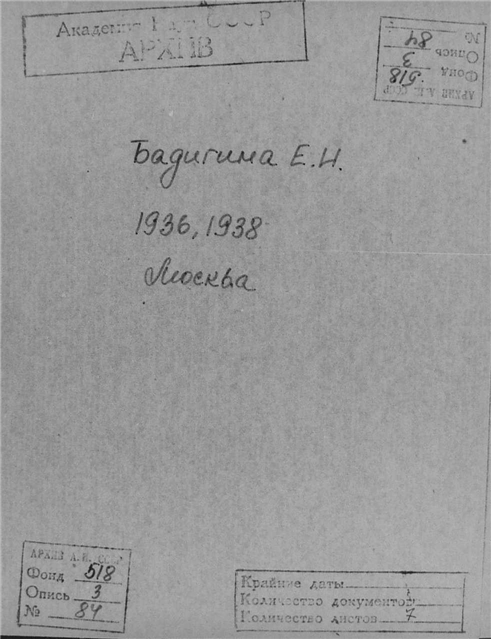 Академия Наук СССР
АРХИВ
АРХИВ А.Н. СССР
Фонд 518
Опись 3
№ 84
Бадигина Е.Н.
1936, 1938
Москва
АРХИВ А.Н. СССР
Фонд 518
Опись 3
№ 84
Крайние даты
Количество документов
Количество листов 7